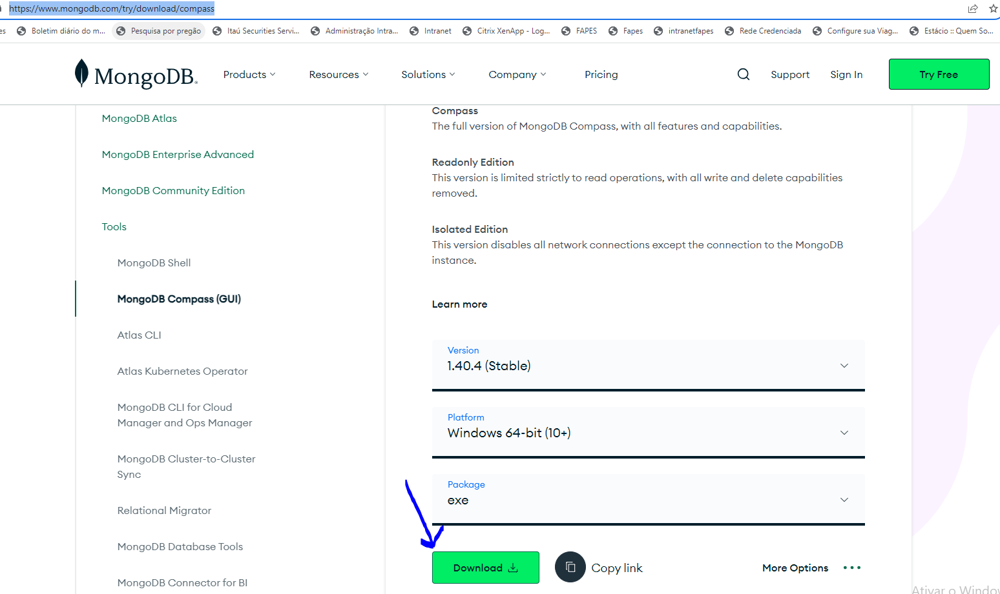 https://www.mongodb.com/try/download/compass
es Boletim diário do m... Pesquisa por pregão Itaú Securities Servi... Administração Intra... Intranet Citrix XenApp - Log... FAPES Fapes intranetfapes Rede Credenciada Configure sua Viag... Estácio :: Quem So...
MongoDB. Products Resources Solutions Company Pricing Support Sign In Try Free
MongoDB Atlas
MongoDB Enterprise Advanced
MongoDB Community Edition
Tools
MongoDB Shell
MongoDB Compass (GUI)
Atlas CLI
Atlas Kubernetes Operator
MongoDB CLI for Cloud
Manager and Ops Manager
MongoDB Cluster-to-Cluster
Sync
Relational Migrator
MongoDB Database Tools
MongoDB Connector for BI
Compass
The full version of MongoDB Compass, with all features and capabilities.
Readonly Edition
This version is limited strictly to read operations, with all write and delete capabilities
removed.
Isolated Edition
This version disables all network connections except the connection to the MongoDB
instance.
Learn more
Version
1.40.4 (Stable)
Platform
Windows 64-bit (10+)
Package
exe
Download Copy link More Options
Ativar o Window